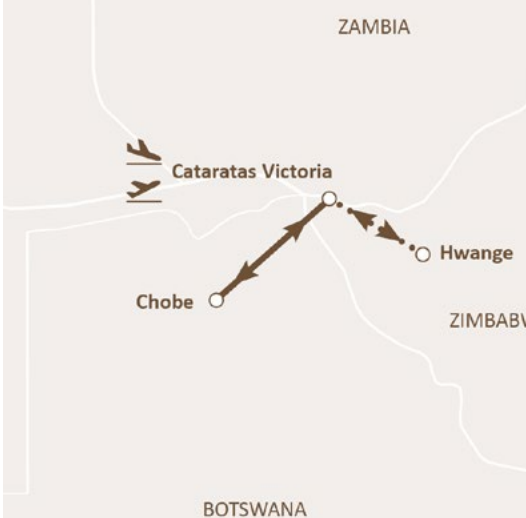 ZAMBIA
Cataratas Victoria
Hwange
Chobe
ZIMBABW
BOTSWANA